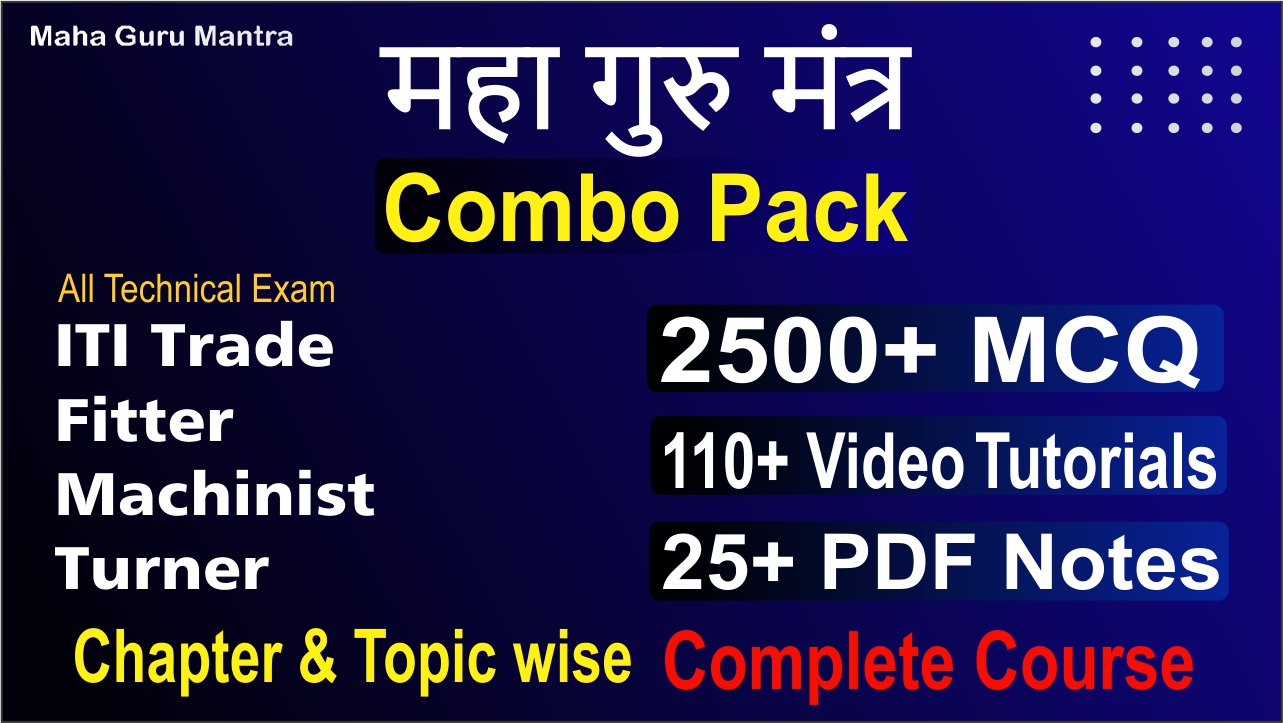 Maha Guru Mantra
महा गुरु मंत्र
Combo Pack
All Technical Exam
ITI Trade
Fitter
Machinist
Turner
2500+ MCQ
110+ Video Tutorials
25+ PDF Notes
Chapter & Topic wise Complete Course